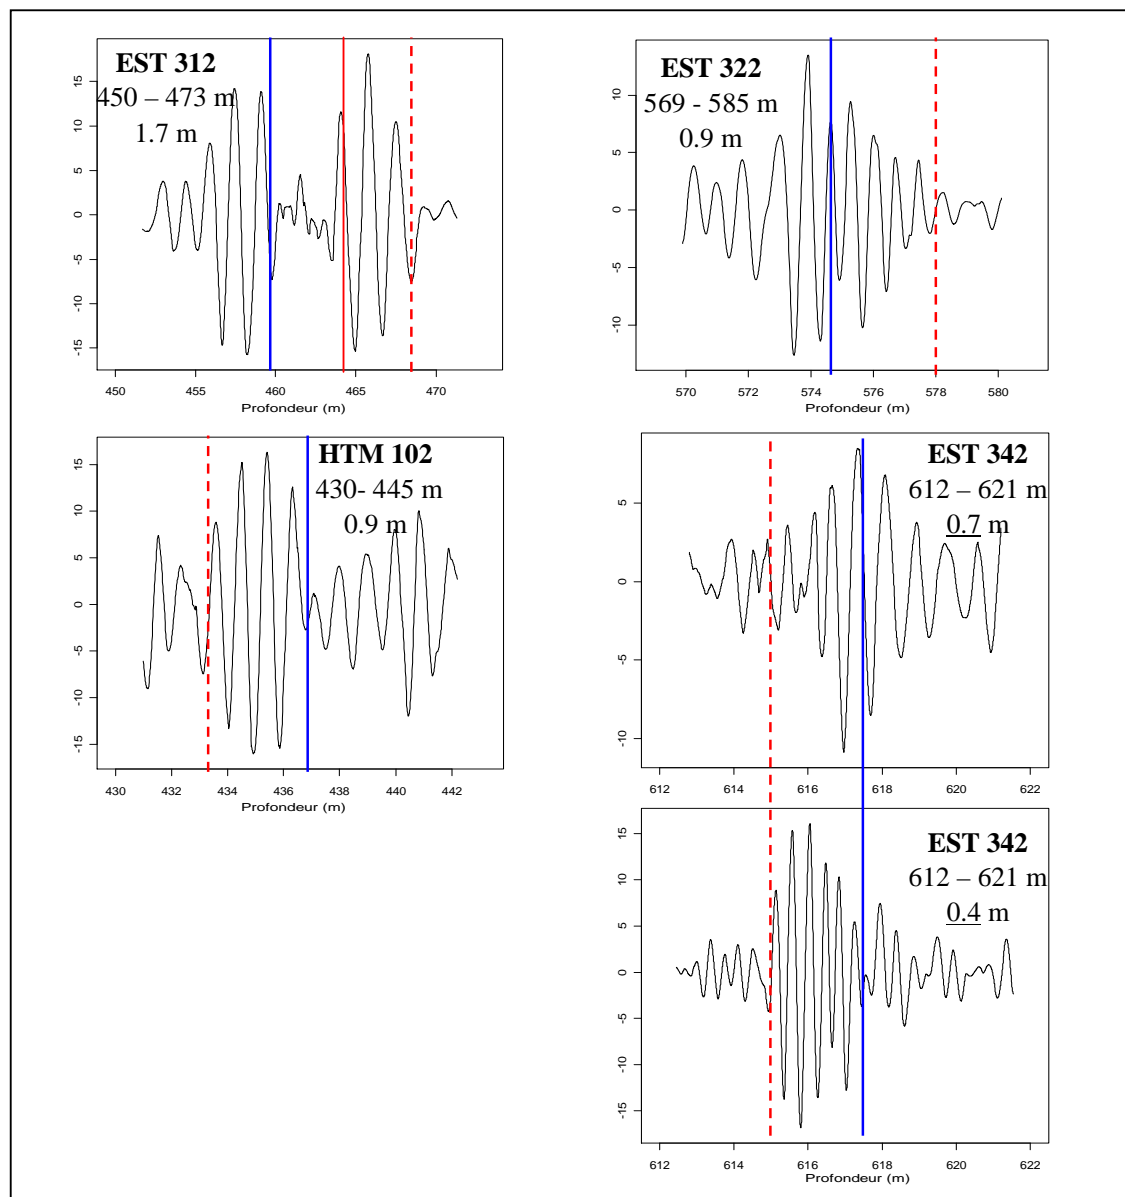 EST 312
450 – 473 m
1.7 m
15
10
5
0
-5
-10
-15
450 455 460 465 470
Profondeur (m)
EST 322
569 - 585 m
0.9 m
10
5
0
-5
-10
570 572 574 576 578 580
Profondeur (m)
HTM 102
430- 445 m
0.9 m
15
10
5
0
-5
-10
-15
430 432 434 436 438 440 442
Profondeur (m)
EST 342
612 – 621 m
0.7 m
5
0
-5
-10
612 614 616 618 620 622
Profondeur (m)
EST 342
612 – 621 m
0.4 m
15
10
5
0
-5
-10
-15
612 614 616 618 620 622
Profondeur (m)